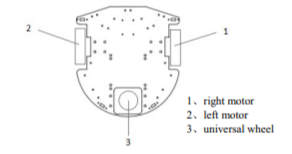 2
1
1、right motor
2、left motor
3、universal wheel
3